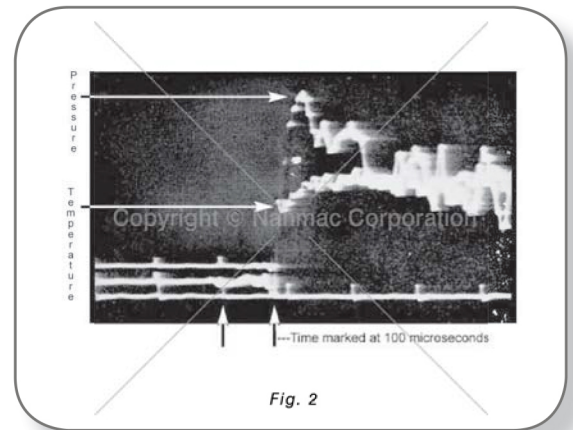 Pressure
Temperature
Copyright © Nanmac Corporation
---Time marked at 100 microseconds
Fig. 2